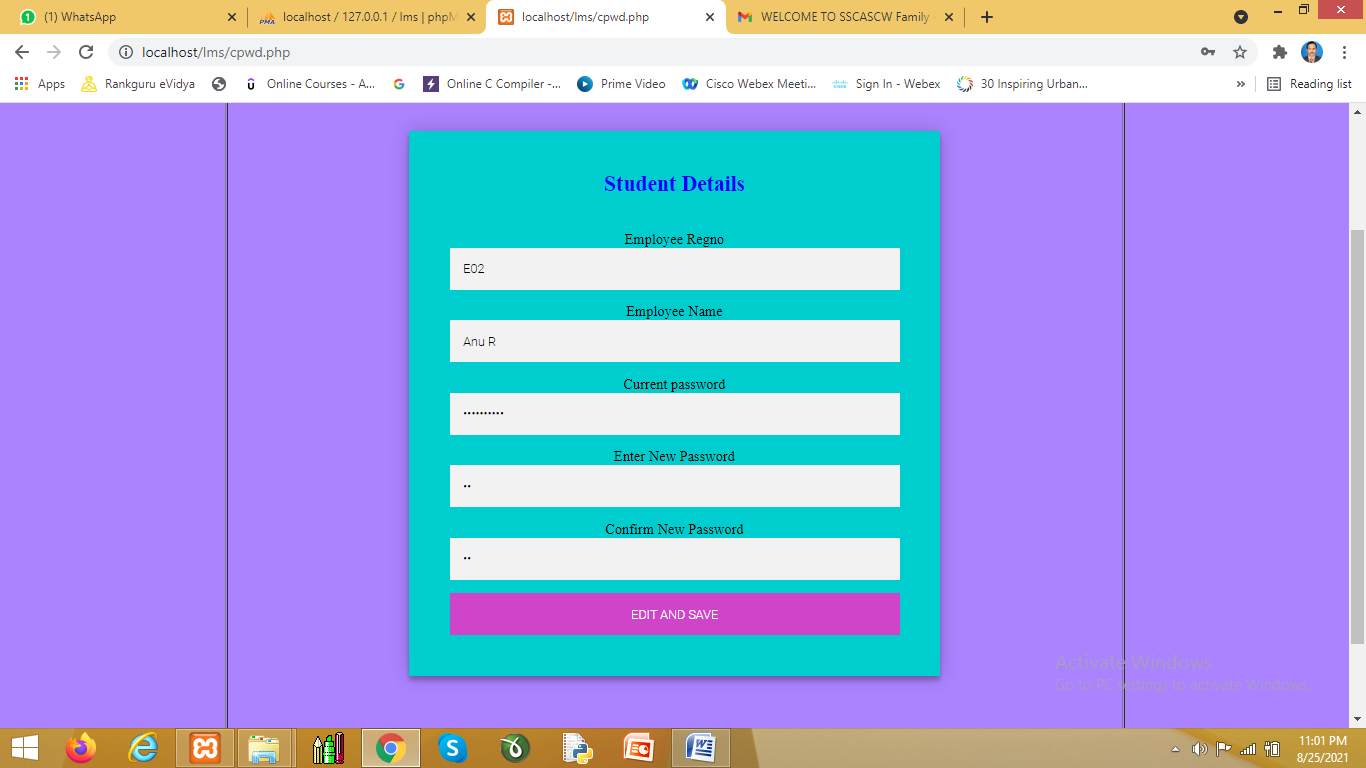 (1) WhatsApp
localhost / 127.0.0.1 / lms | phpM
localhost/lms/cpwd.php
WELCOME TO SSCASCW Family
localhost/lms/cpwd.php
Apps
Rankguru eVidya
Online Courses - A...
Online C Compiler -...
Prime Video
Cisco Webex Meeti...
Sign In - Webex
30 Inspiring Urban...
»
Reading list
Student Details
Employee Regno
E02
Employee Name
Anu R
Current password
••••••••••
Enter New Password
••
Confirm New Password
••
EDIT AND SAVE
Activate Windows
Go to PC settings to activate Windows.
11:01 PM
8/25/2021